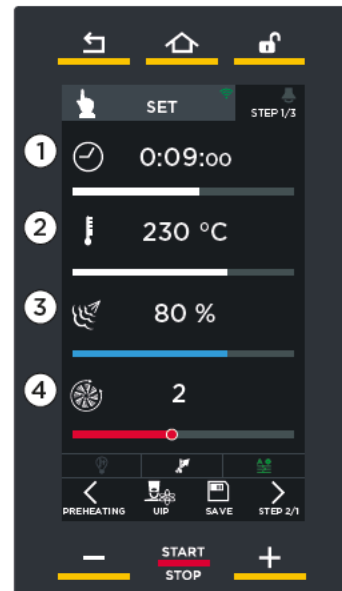 SET
STEP 1/3
1
0:09:00
2
230 °C
3
80 %
4
2
PREHEATING UIP SAVE STEP 2/1
START
STOP